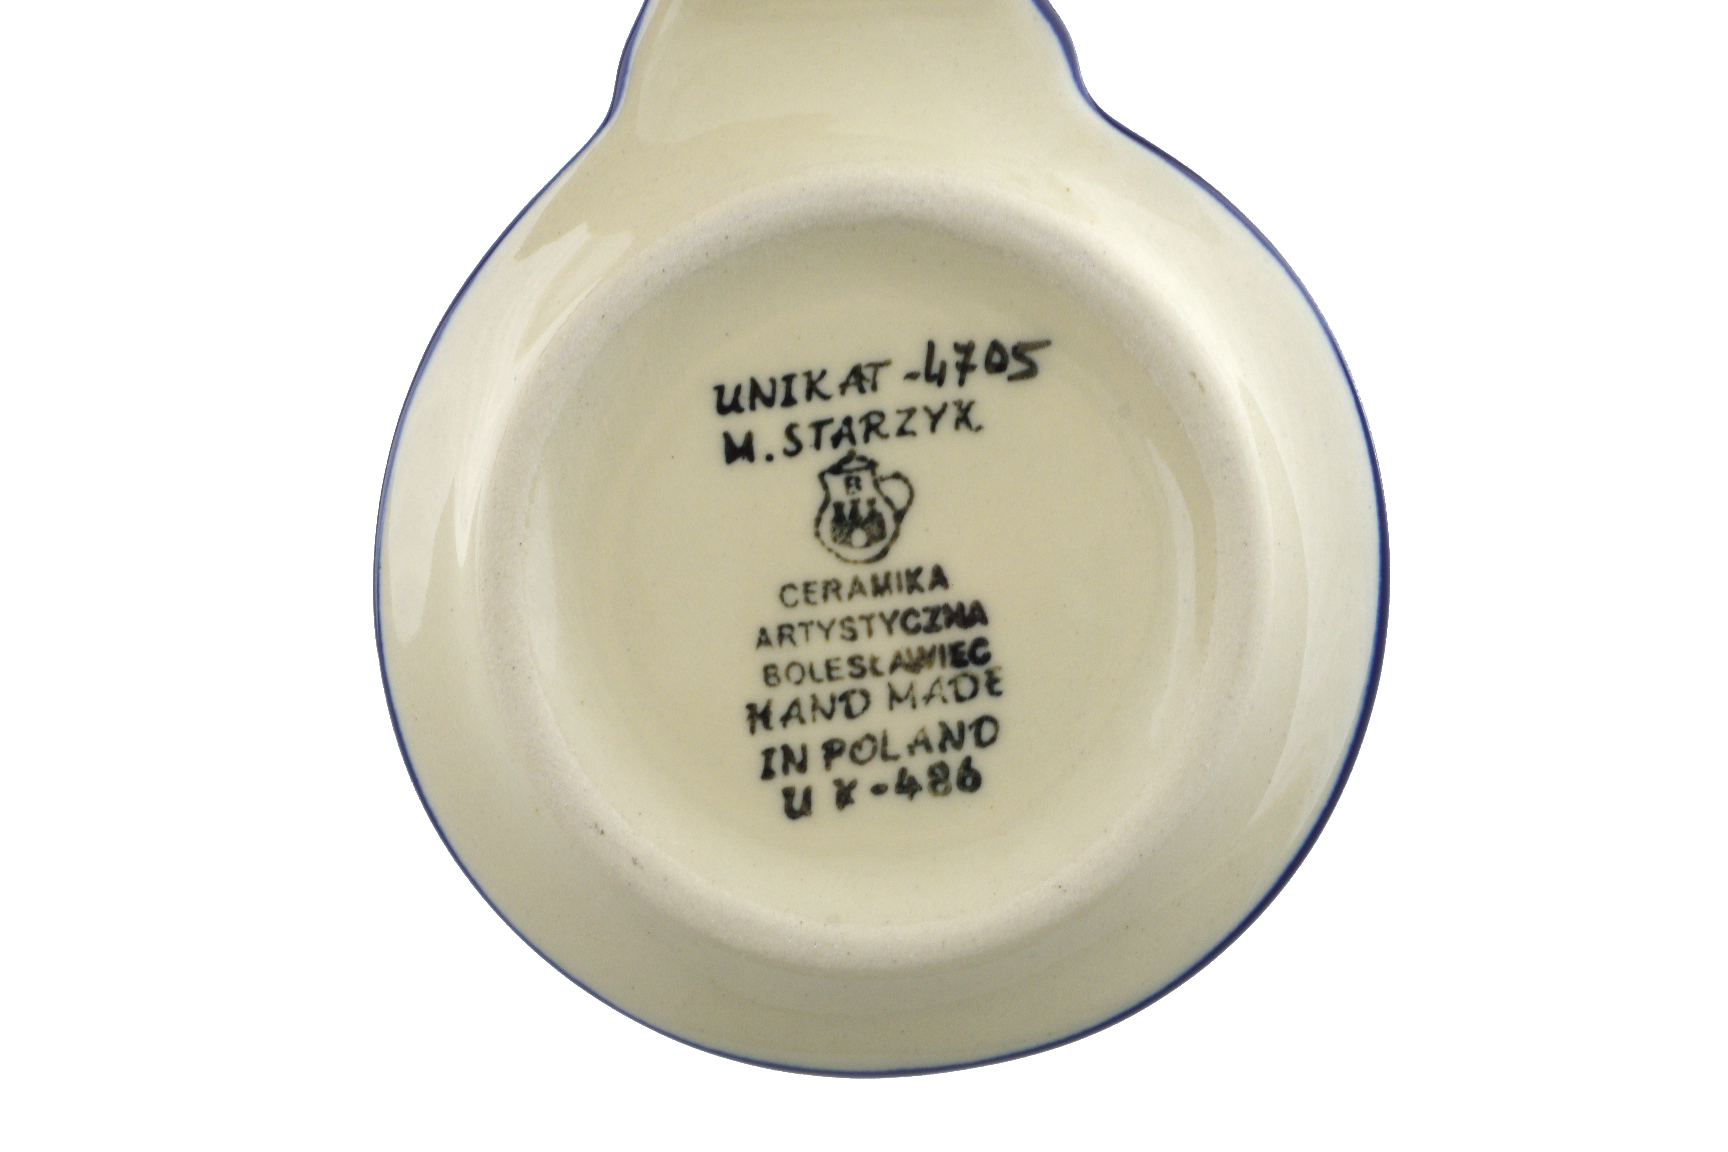 UNIKAT -4705
M. STARZYK.
B
CERAMIKA
ARTYSTYCZNA
BOLESŁAWIEC
HAND MADE
IN POLAND
U K-486